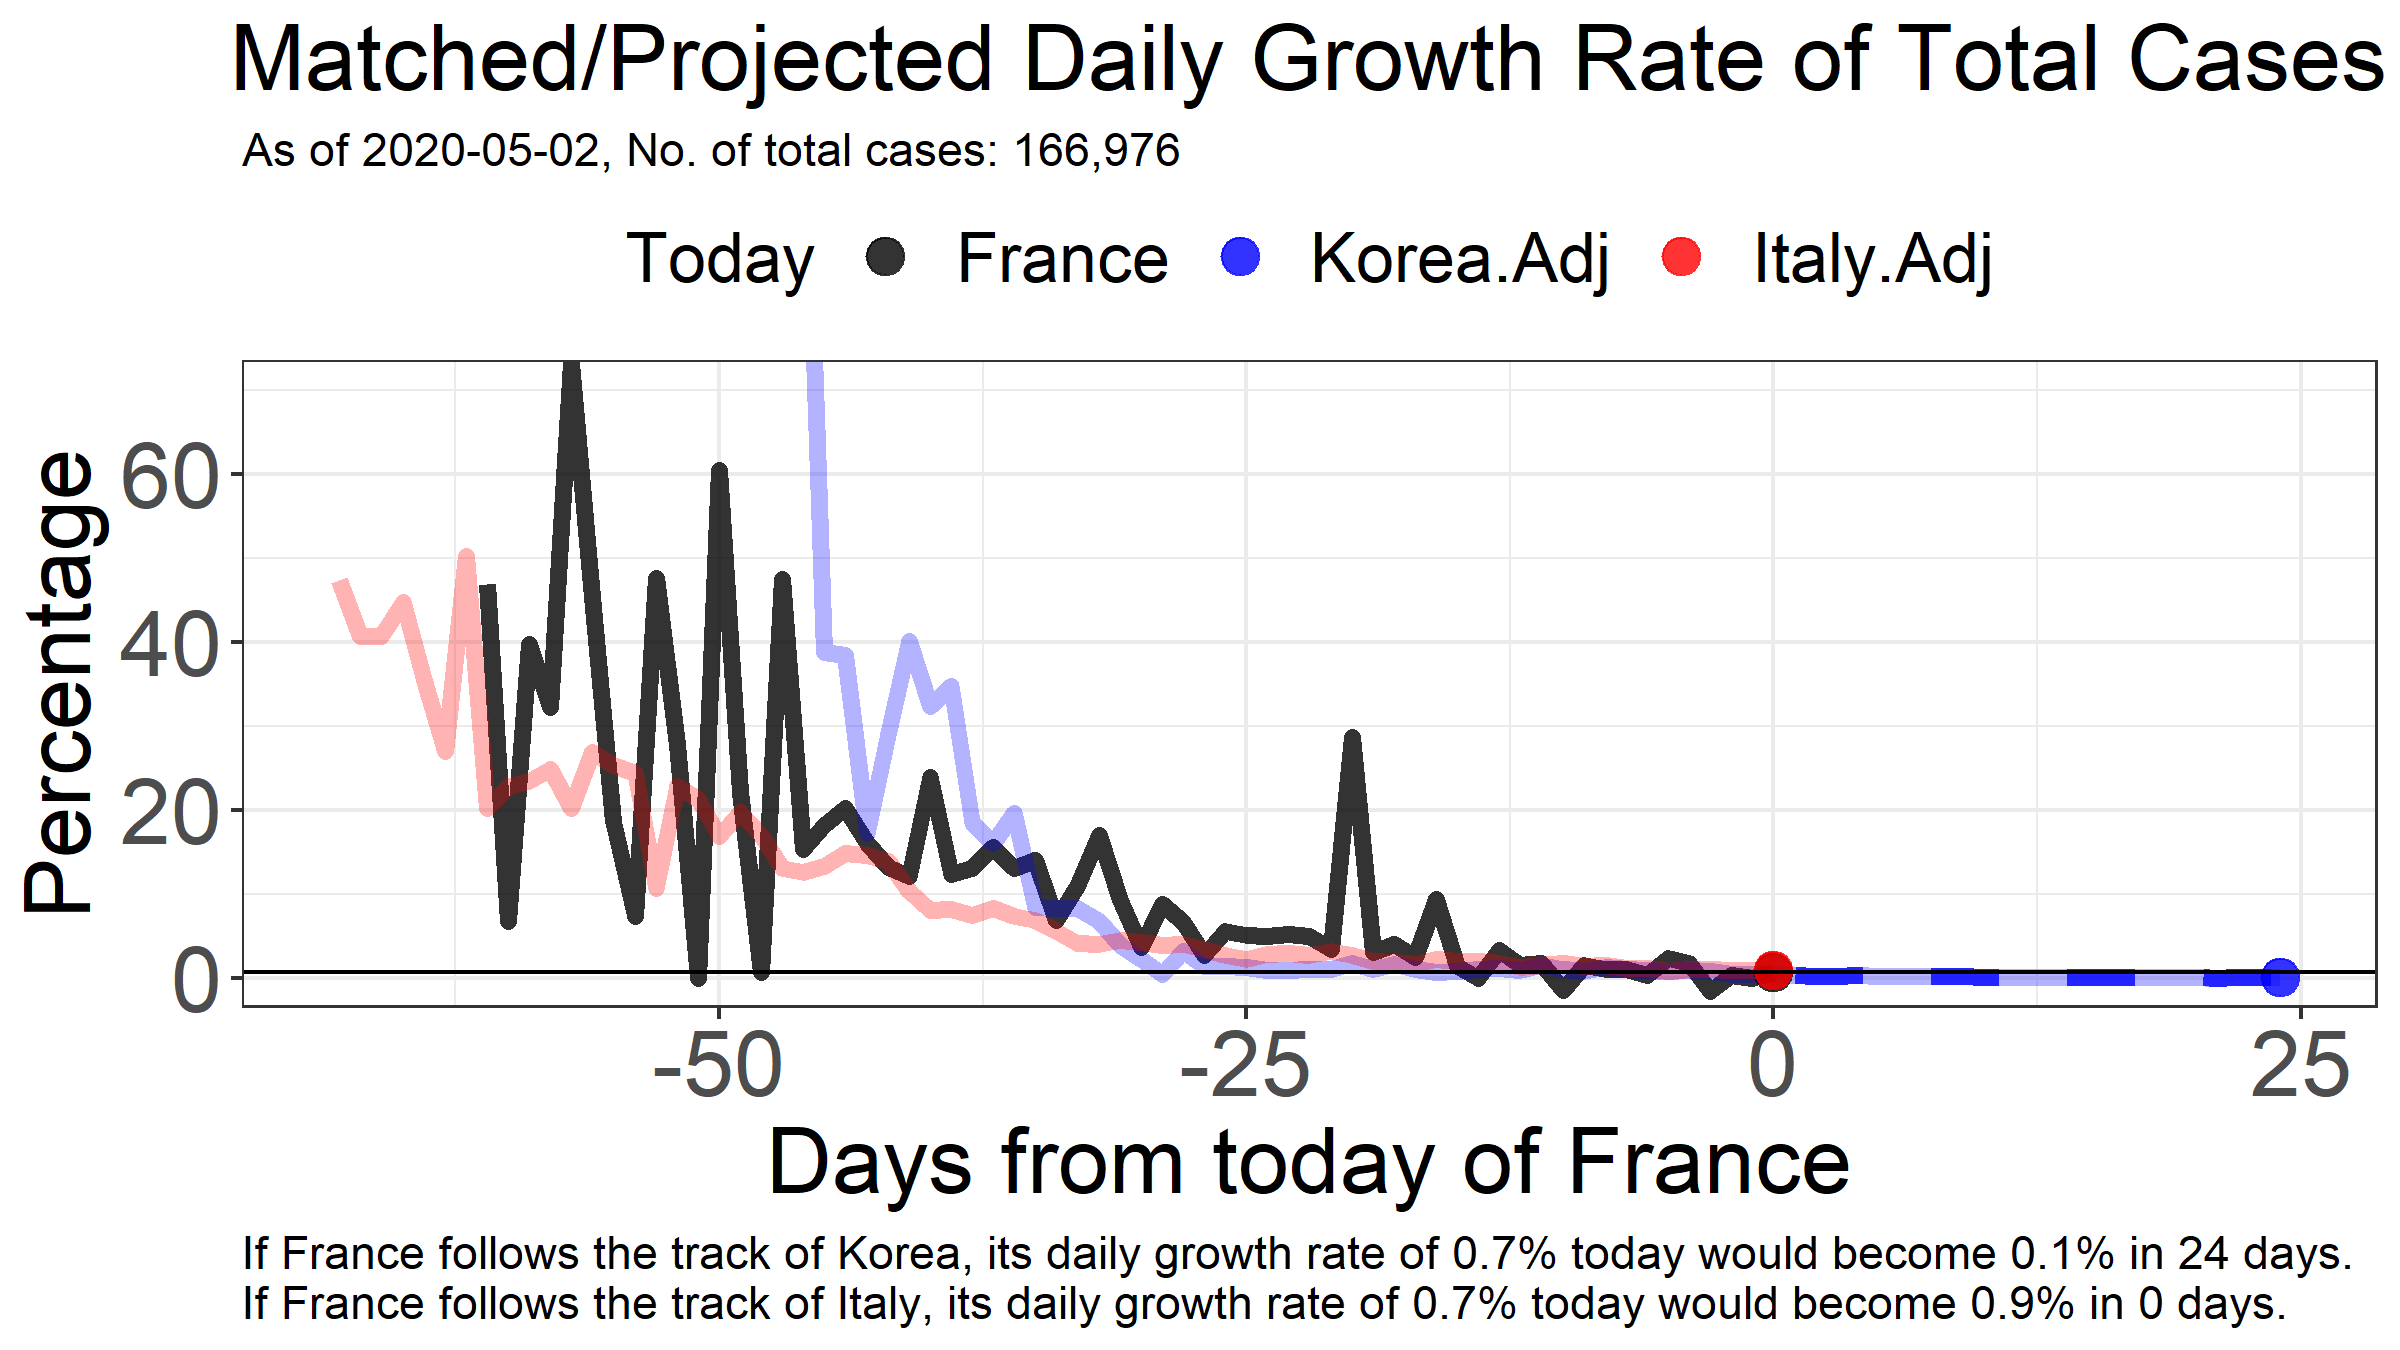 Matched/Projected Daily Growth Rate of Total Cases
As of 2020-05-02, No. of total cases: 166,976
Today France Korea.Adj Italy.Adj
Percentage
60
40
20
0
-50 -25 0 25
Days from today of France
If France follows the track of Korea, its daily growth rate of 0.7% today would become 0.1% in 24 days.
If France follows the track of Italy, its daily growth rate of 0.7% today would become 0.9% in 0 days.